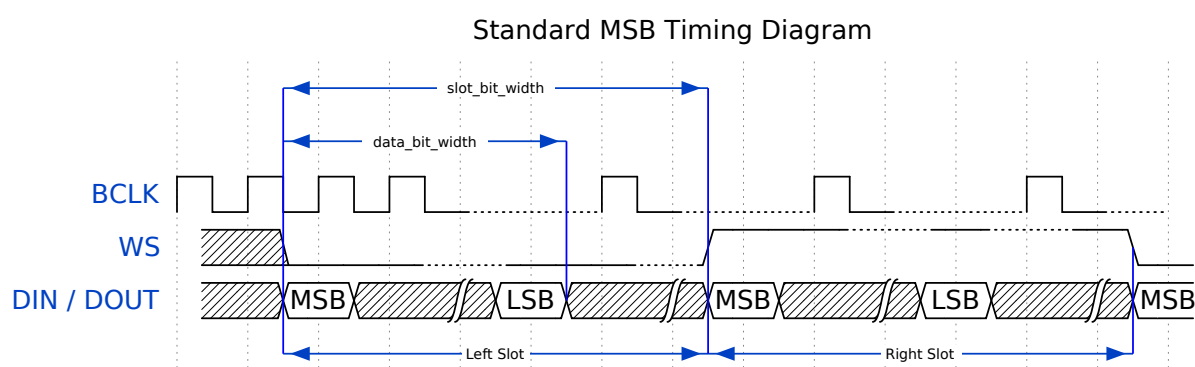 Standard MSB Timing Diagram
slot_bit_width
data_bit_width
BCLK
WS
DIN / DOUT MSB LSB MSB LSB MSB
Left Slot Right Slot